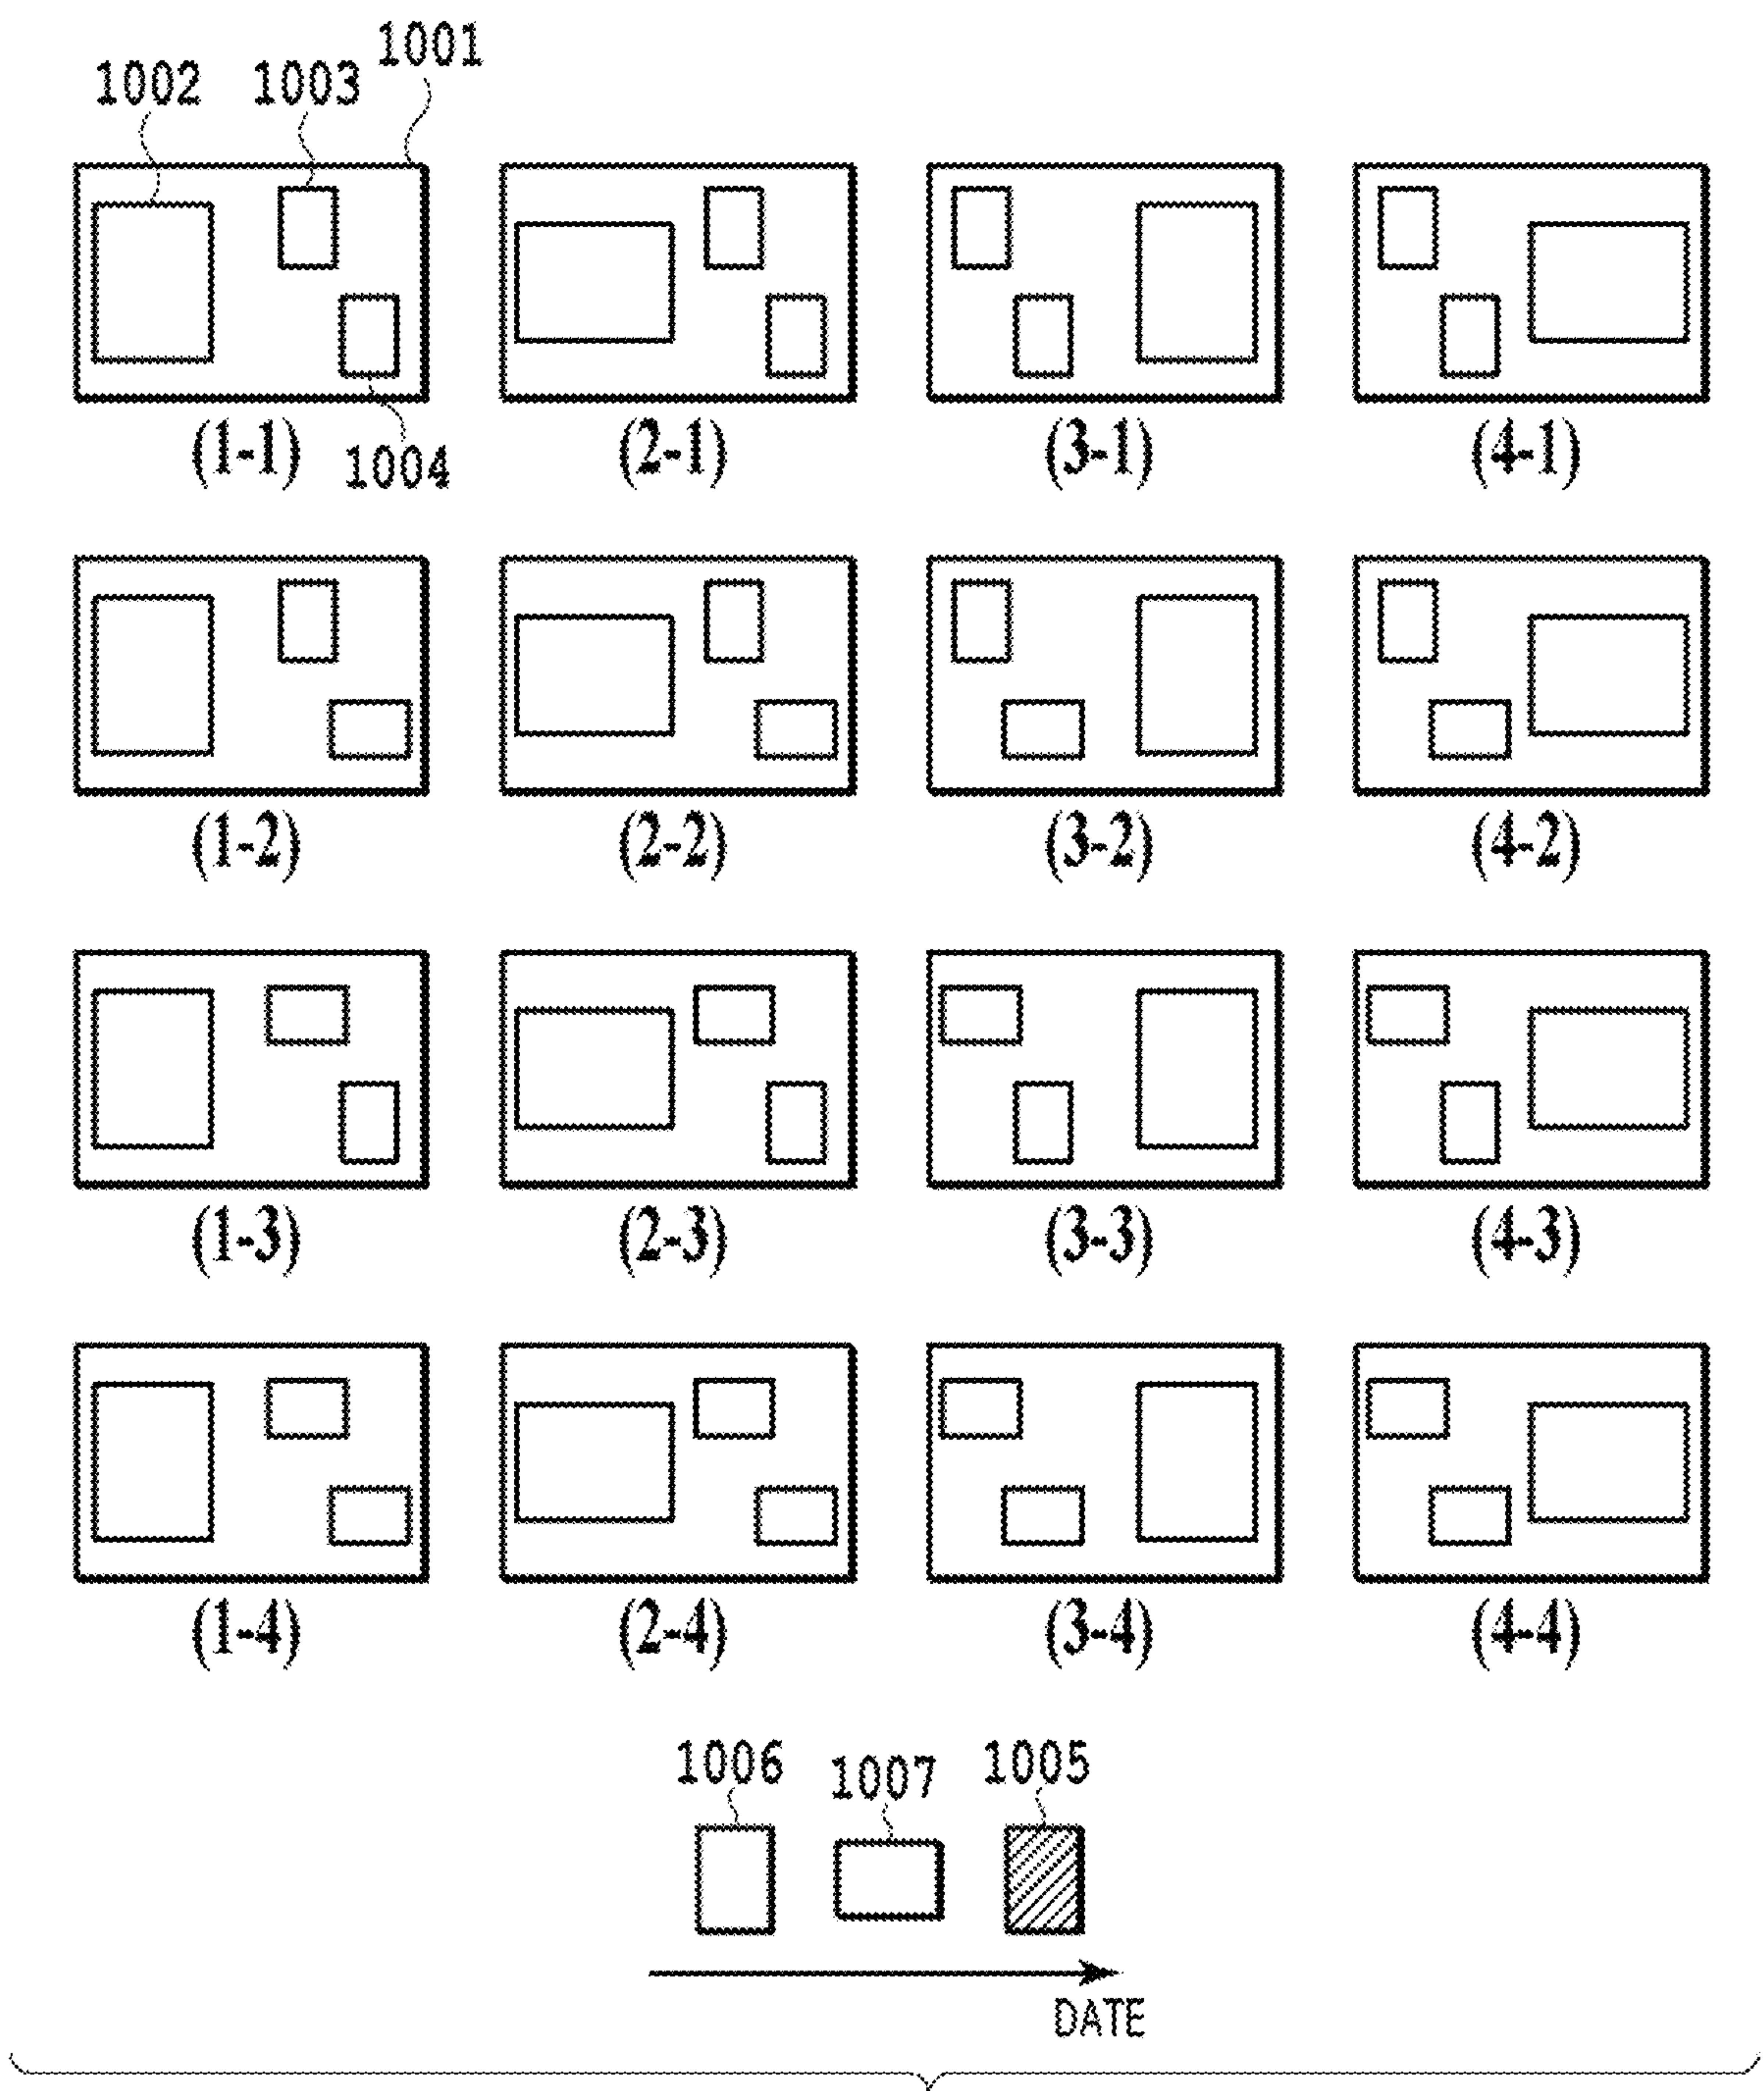 1001
1002 1003
(1-1) (2-1) (3-1) (4-1)
1004
(1-2) (2-2) (3-2) (4-2)
(1-3) (2-3) (3-3) (4-3)
(1-4) (2-4) (3-4) (4-4)
1006 1007 1005
DATE